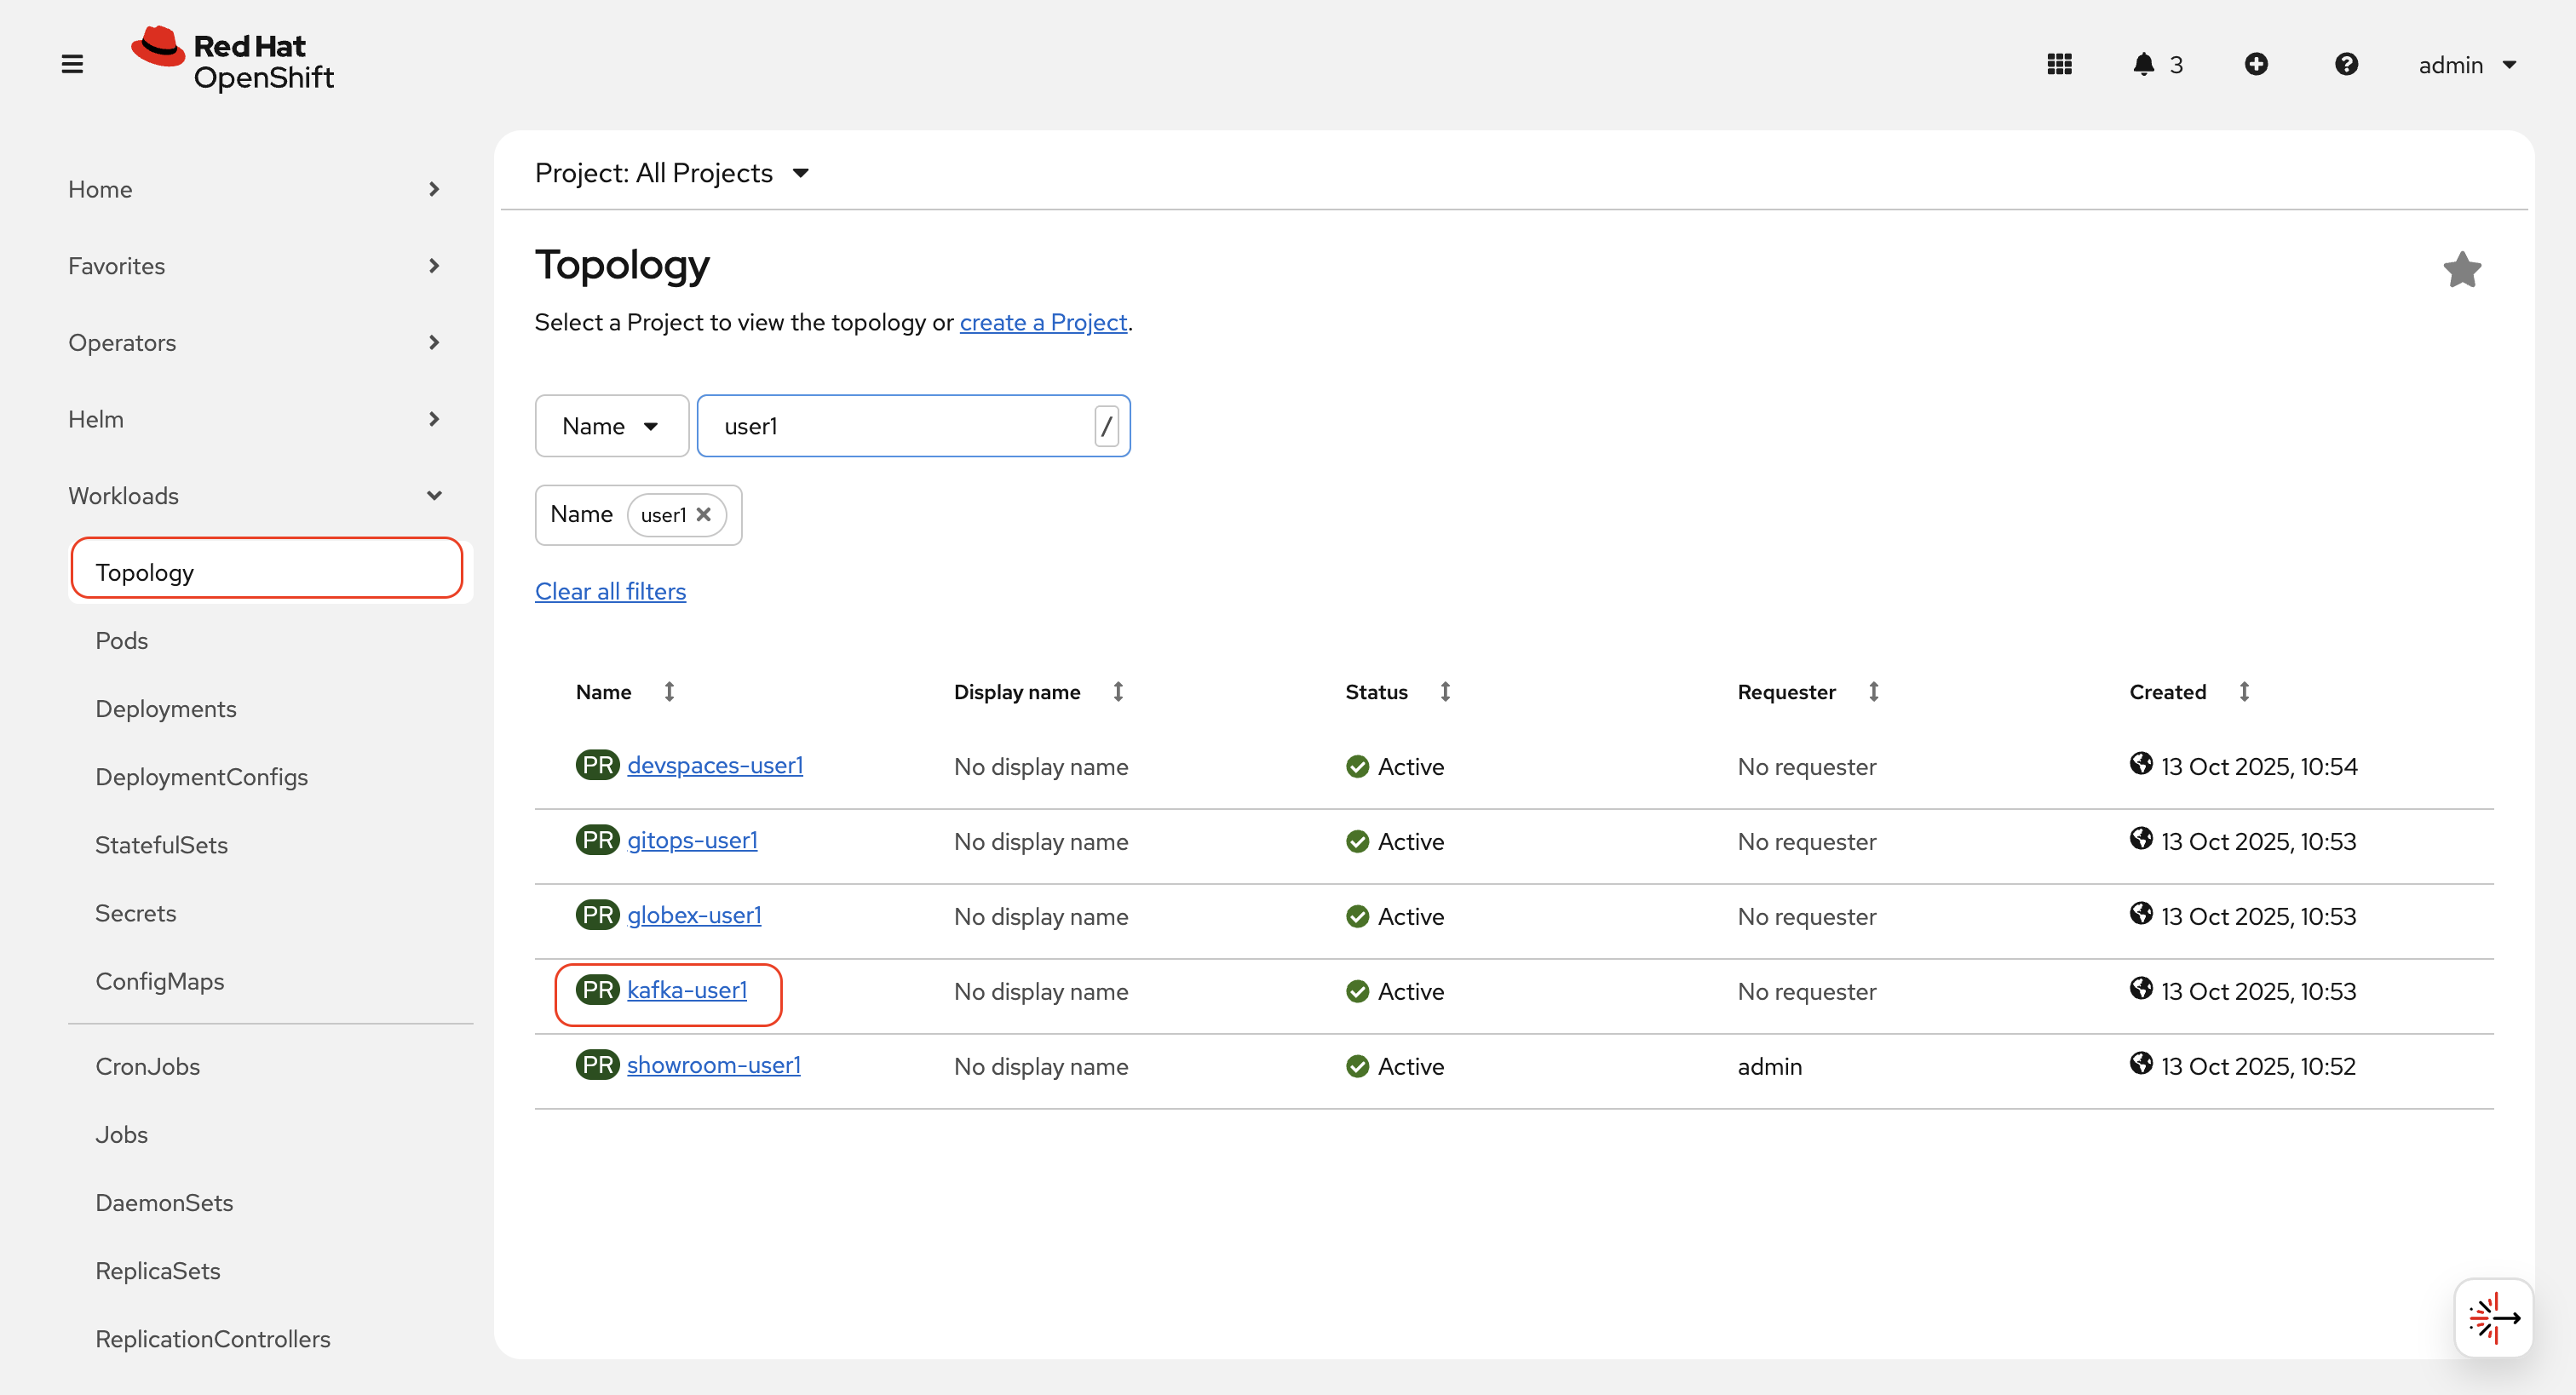 Red Hat
OpenShift
3
admin
Home
Favorites
Operators
Helm
Workloads
Topology
Pods
Deployments
DeploymentConfigs
StatefulSets
Secrets
ConfigMaps
CronJobs
Jobs
DaemonSets
ReplicaSets
ReplicationControllers
Project: All Projects
Topology
Select a Project to view the topology or create a Project.
Name user1 /
Name user1
Clear all filters
Name Display name Status Requester Created
PR devspaces-user1 No display name Active No requester 13 Oct 2025, 10:54
PR gitops-user1 No display name Active No requester 13 Oct 2025, 10:53
PR globex-user1 No display name Active No requester 13 Oct 2025, 10:53
PR kafka-user1 No display name Active No requester 13 Oct 2025, 10:53
PR showroom-user1 No display name Active admin 13 Oct 2025, 10:52